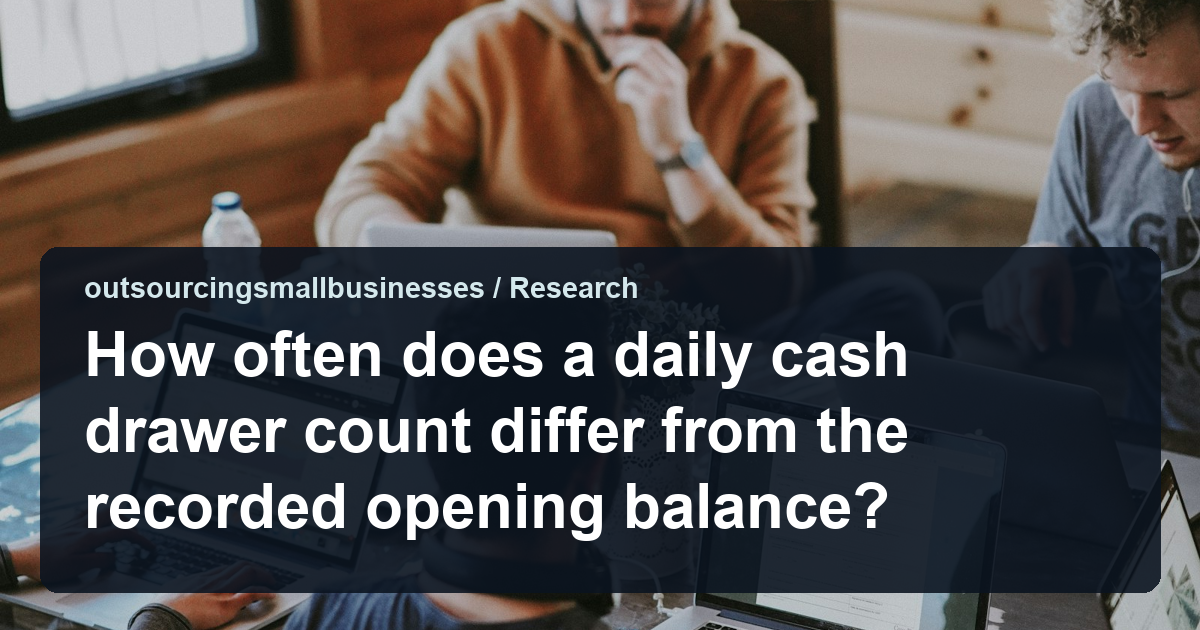 outsourcingsmallbusinesses / Research
How often does a daily cash
drawer count differ from the
recorded opening balance?